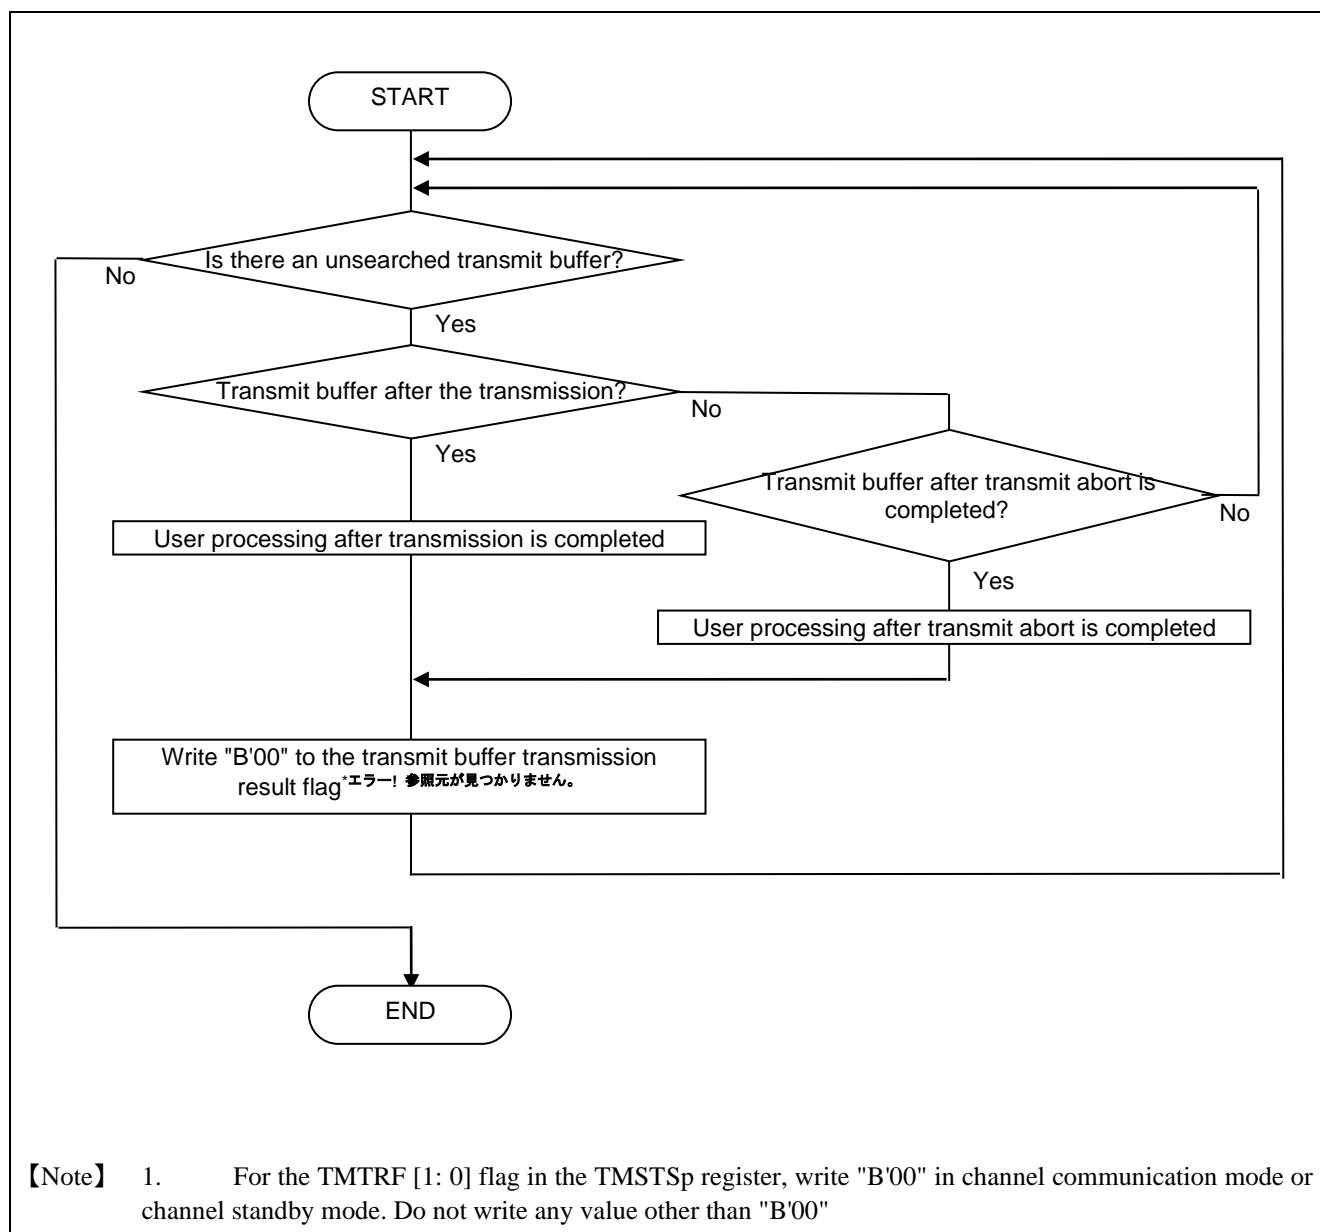 START
Is there an unsearched transmit buffer?
No
Yes
Transmit buffer after the transmission?
No
Yes
Transmit buffer after transmit abort is
completed?
No
User processing after transmission is completed
Yes
User processing after transmit abort is completed
Write "B'00" to the transmit buffer transmission
result flag*エラー! 参照元が見つかりません。
END
【Note】 1. For the TMTRF [1: 0] flag in the TMSTSp register, write "B'00" in channel communication mode or
channel standby mode. Do not write any value other than "B'00"